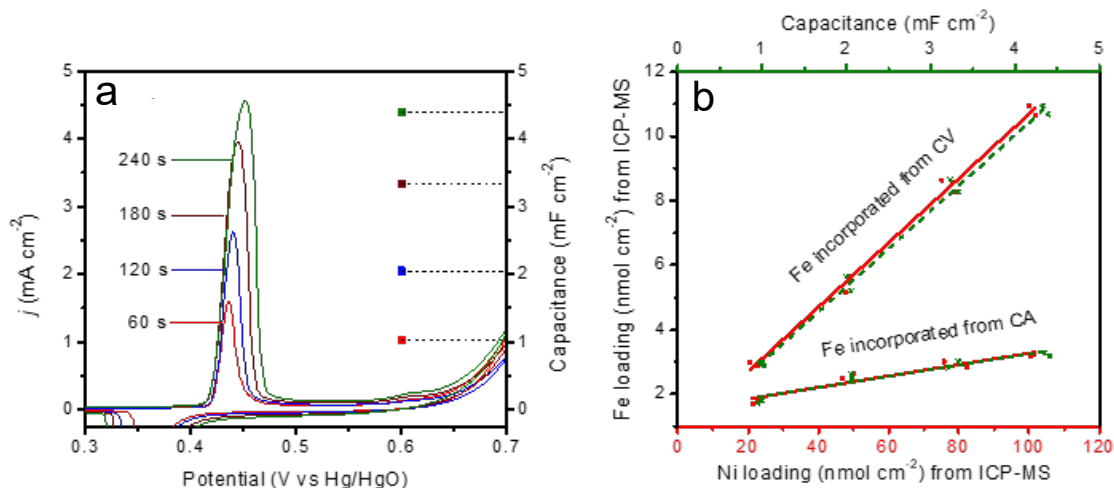 a
5
4
3
2
1
0
j (mA cm⁻²)
240 s
180 s
120 s
60 s
5
4
3
2
1
0
Capacitance (mF cm⁻²)
0.3 0.4 0.5 0.6 0.7
Potential (V vs Hg/HgO)
Capacitance (mF cm⁻²)
0 1 2 3 4 5
b
12
10
8
6
4
2
Fe loading (nmol cm⁻²) from ICP-MS
Fe incorporated from CV
Fe incorporated from CA
0 20 40 60 80 100 120
Ni loading (nmol cm⁻²) from ICP-MS